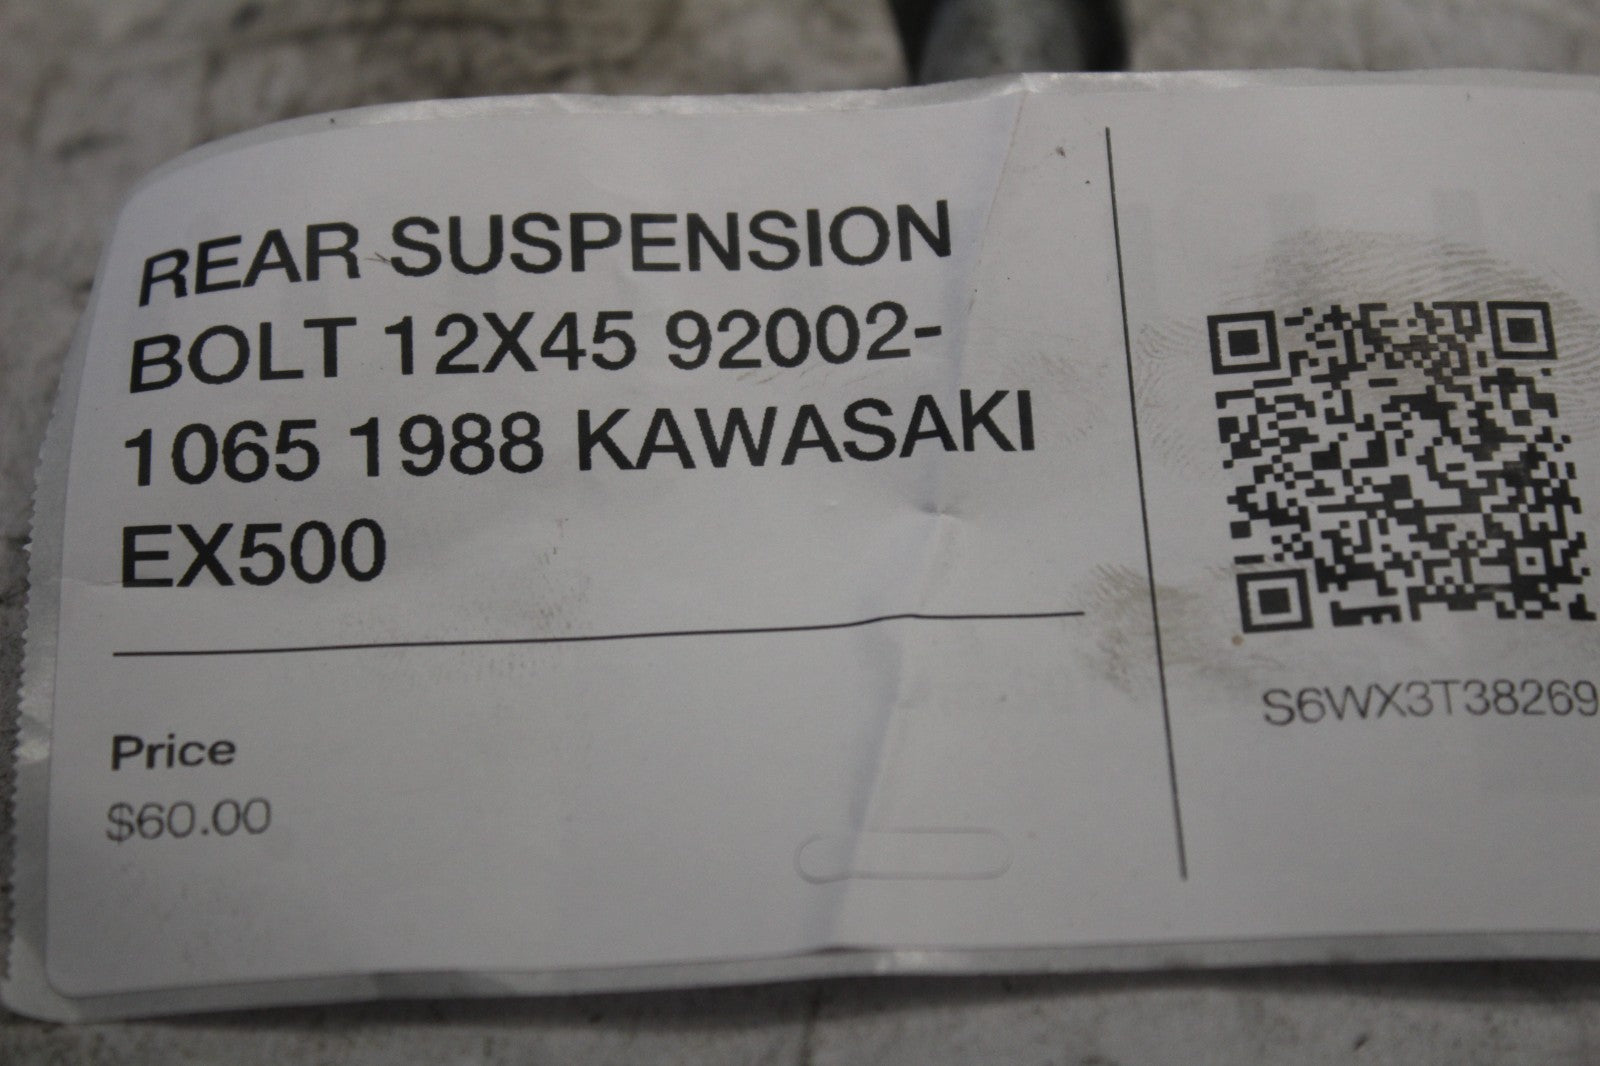 REAR SUSPENSION
BOLT 12X45 92002-
1065 1988 KAWASAKI
EX500
Price
$60.00
S6WX3T38269